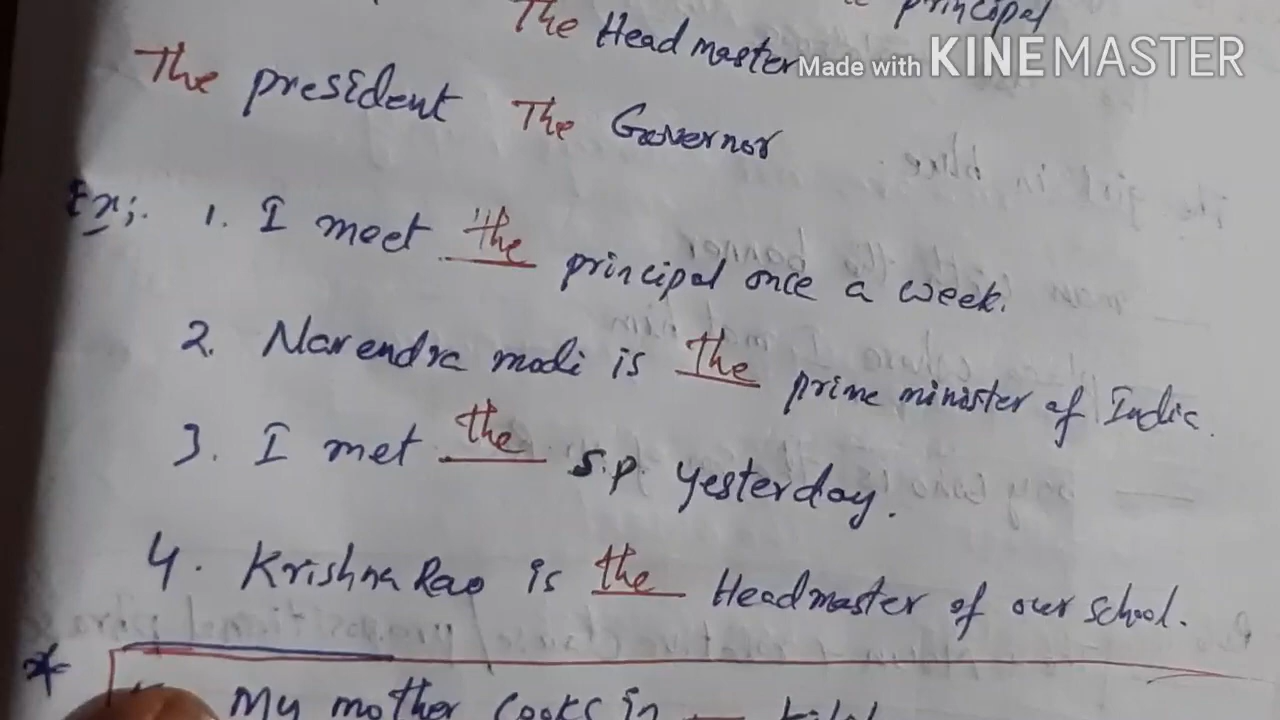 principal
The Headmaster
Made with KINEMASTER
The president The Governor
Ex:. 1. I meet the principal once a week.
2. Narendra modi is the prime minister of India.
3. I met the S.P. yesterday.
4. Krishna Rao is the Headmaster of our school.
* My mother cooks in